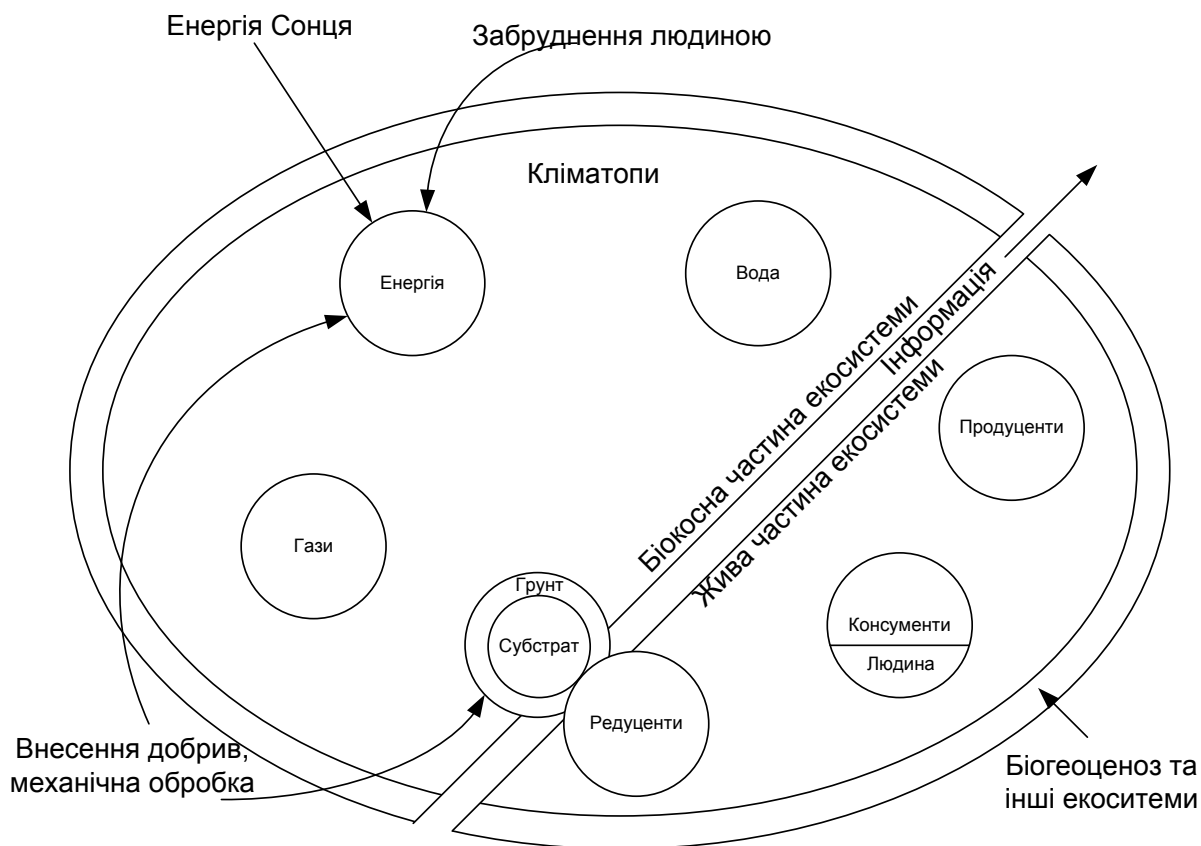 Енергія Сонця
Забруднення людиною
Кліматопи
Енергія
Вода
Біокосна частина екосистеми
Інформація
Жива частина екосистеми
Продуценти
Гази
Грунт
Субстрат
Консументи
Людина
Редуценти
Внесення добрив,
механічна обробка
Біогеоценоз та
інші екоситеми